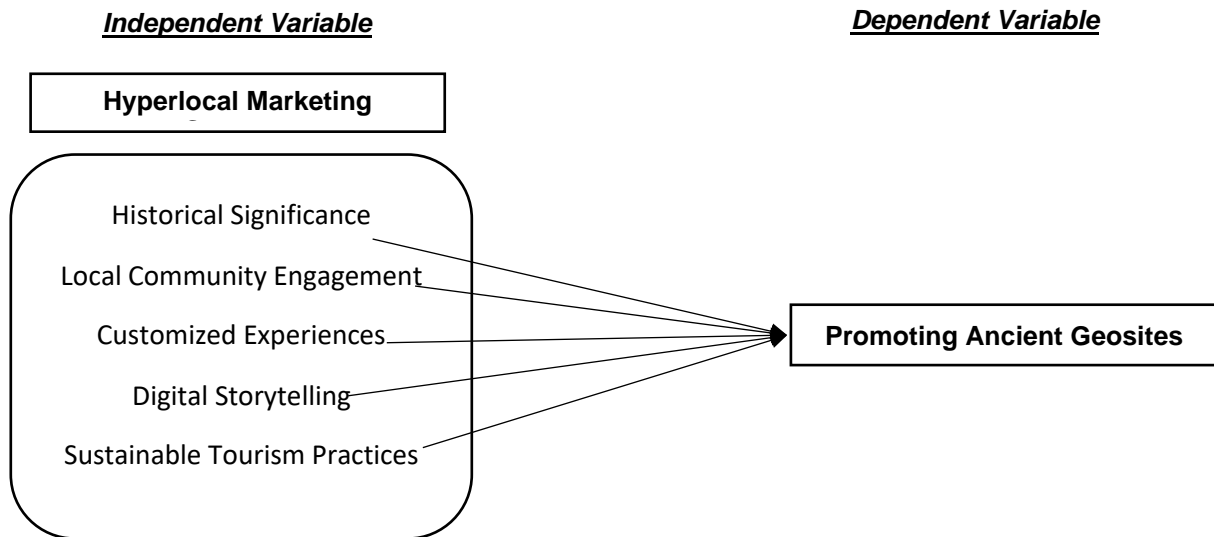 Independent Variable
Dependent Variable
Hyperlocal Marketing
Historical Significance
Local Community Engagement
Customized Experiences
Digital Storytelling
Sustainable Tourism Practices
Promoting Ancient Geosites